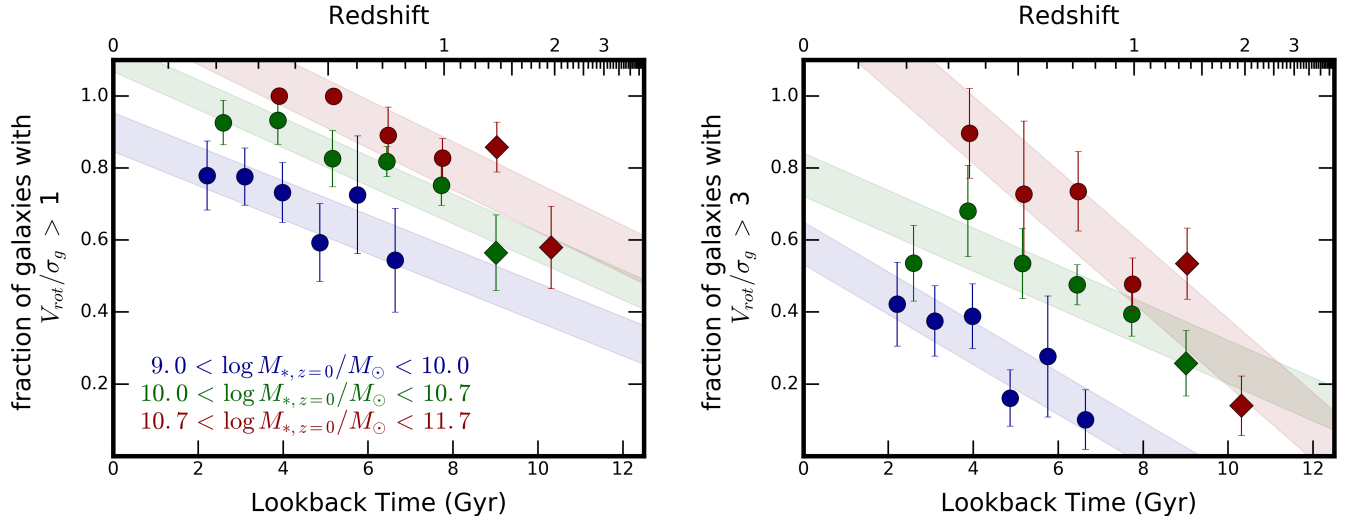 Redshift
0 1 2 3
fraction of galaxies with
V_rot/σ_g > 1
1.0
0.8
0.6
0.4
0.2
9.0 < log M_{*,z=0}/M_⊙ < 10.0
10.0 < log M_{*,z=0}/M_⊙ < 10.7
10.7 < log M_{*,z=0}/M_⊙ < 11.7
0 2 4 6 8 10 12
Lookback Time (Gyr)
Redshift
0 1 2 3
fraction of galaxies with
V_rot/σ_g > 3
1.0
0.8
0.6
0.4
0.2
0 2 4 6 8 10 12
Lookback Time (Gyr)